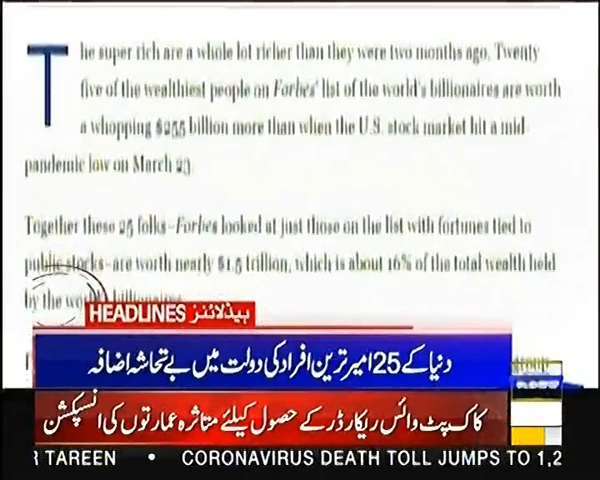 The super rich are a whole lot richer than they were two months ago. Twenty
five of the wealthiest people on Forbes' list of the world's billionaires are worth
a whopping $255 billion more than when the U.S. stock market hit a mid
pandemic low on March 23.
Together these 25 folks–Forbes looked at just those on the list with fortunes tied to
public stocks–are worth nearly $1.5 trillion, which is about 16% of the total wealth held
by the world's billionaires.
HEADLINES ہیڈلائنز
دنیا کے 25 امیر ترین افراد کی دولت میں بے تحاشہ اضافہ
کاک پٹ وائس ریکارڈر کے حصول کیلئے متاثرہ عمارتوں کی انسپکشن
R TAREEN • CORONAVIRUS DEATH TOLL JUMPS TO 1,2